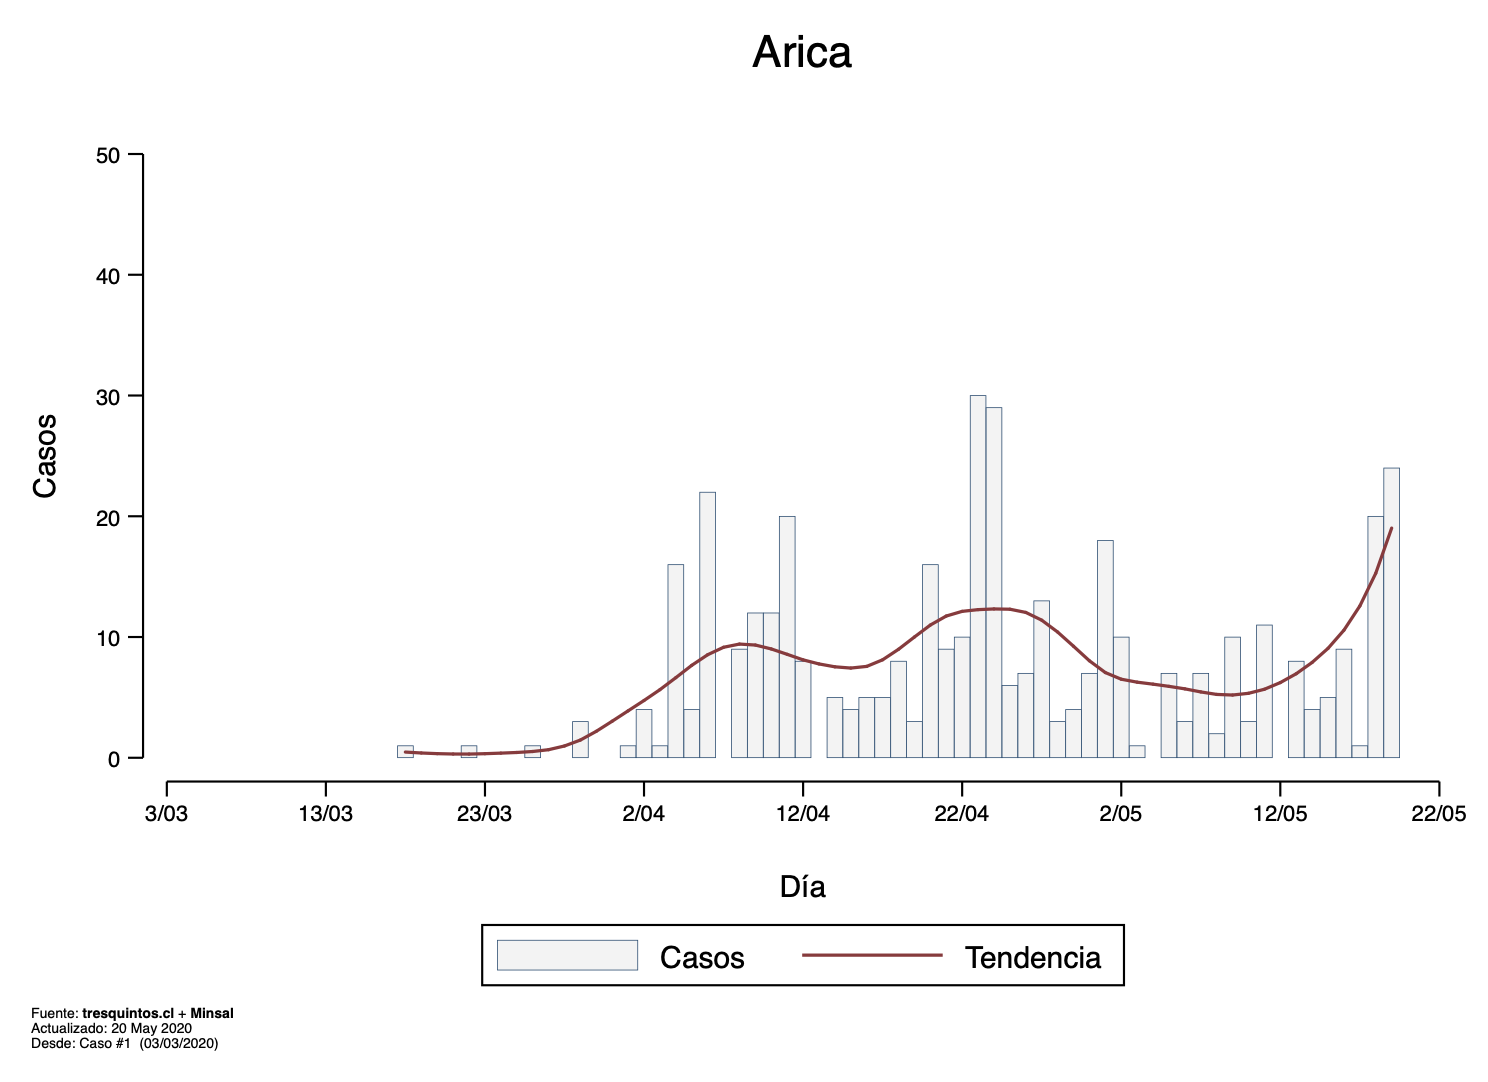 Arica
50
40
30
20
10
0
Casos
3/03 13/03 23/03 2/04 12/04 22/04 2/05 12/05 22/05
Día
Casos Tendencia
Fuente: tresquintos.cl + Minsal
Actualizado: 20 May 2020
Desde: Caso #1 (03/03/2020)